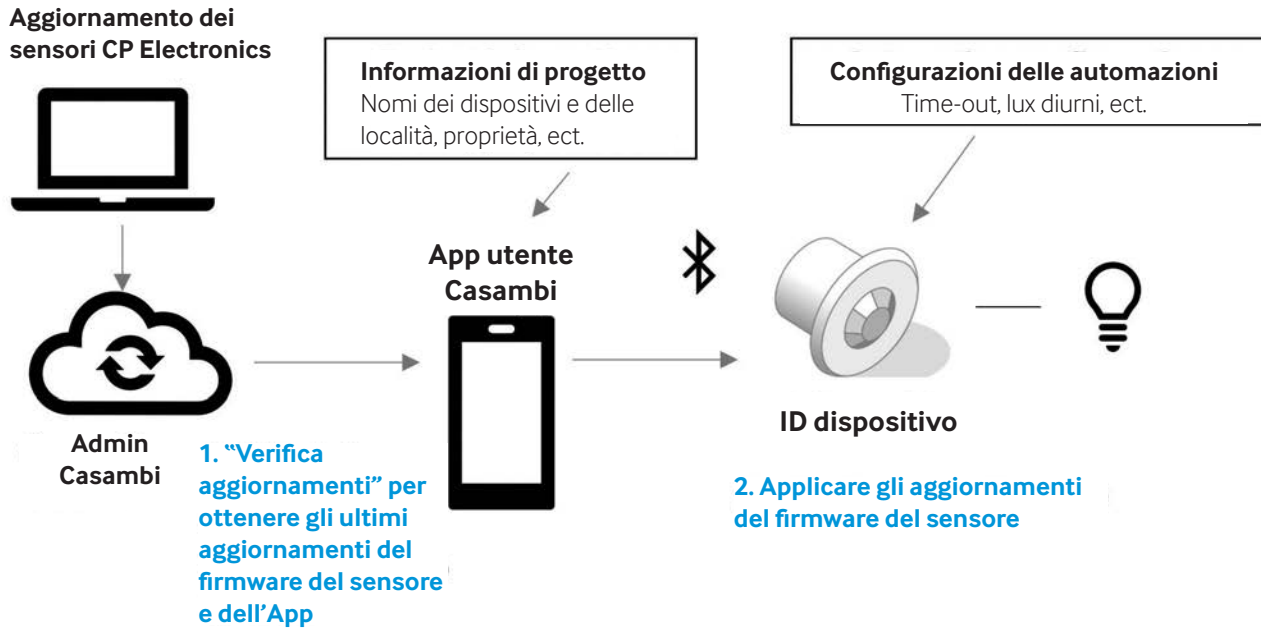 Aggiornamento dei
sensori CP Electronics
Informazioni di progetto
Nomi dei dispositivi e delle
località, proprietà, ect.
Configurazioni delle automazioni
Time-out, lux diurni, ect.
App utente
Casambi
Admin
Casambi
1. “Verifica
aggiornamenti” per
ottenere gli ultimi
aggiornamenti del
firmware del sensore
e dell’App
ID dispositivo
2. Applicare gli aggiornamenti
del firmware del sensore